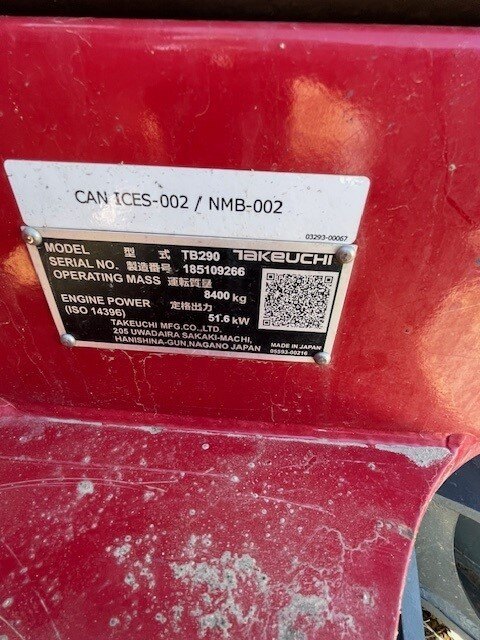 CAN ICES-002 / NMB-002
03293-00067
MODEL 型 式 TB290 TAKEUCHI
SERIAL NO. 製造番号 185109266
OPERATING MASS 運転質量
8400 kg
ENGINE POWER 定格出力
(ISO 14396) 51.6 kW
TAKEUCHI MFG.CO.,LTD.
205 UWADAIRA SAKAKI-MACHI,
HANISHINA-GUN,NAGANO JAPAN
MADE IN JAPAN
05593-00216